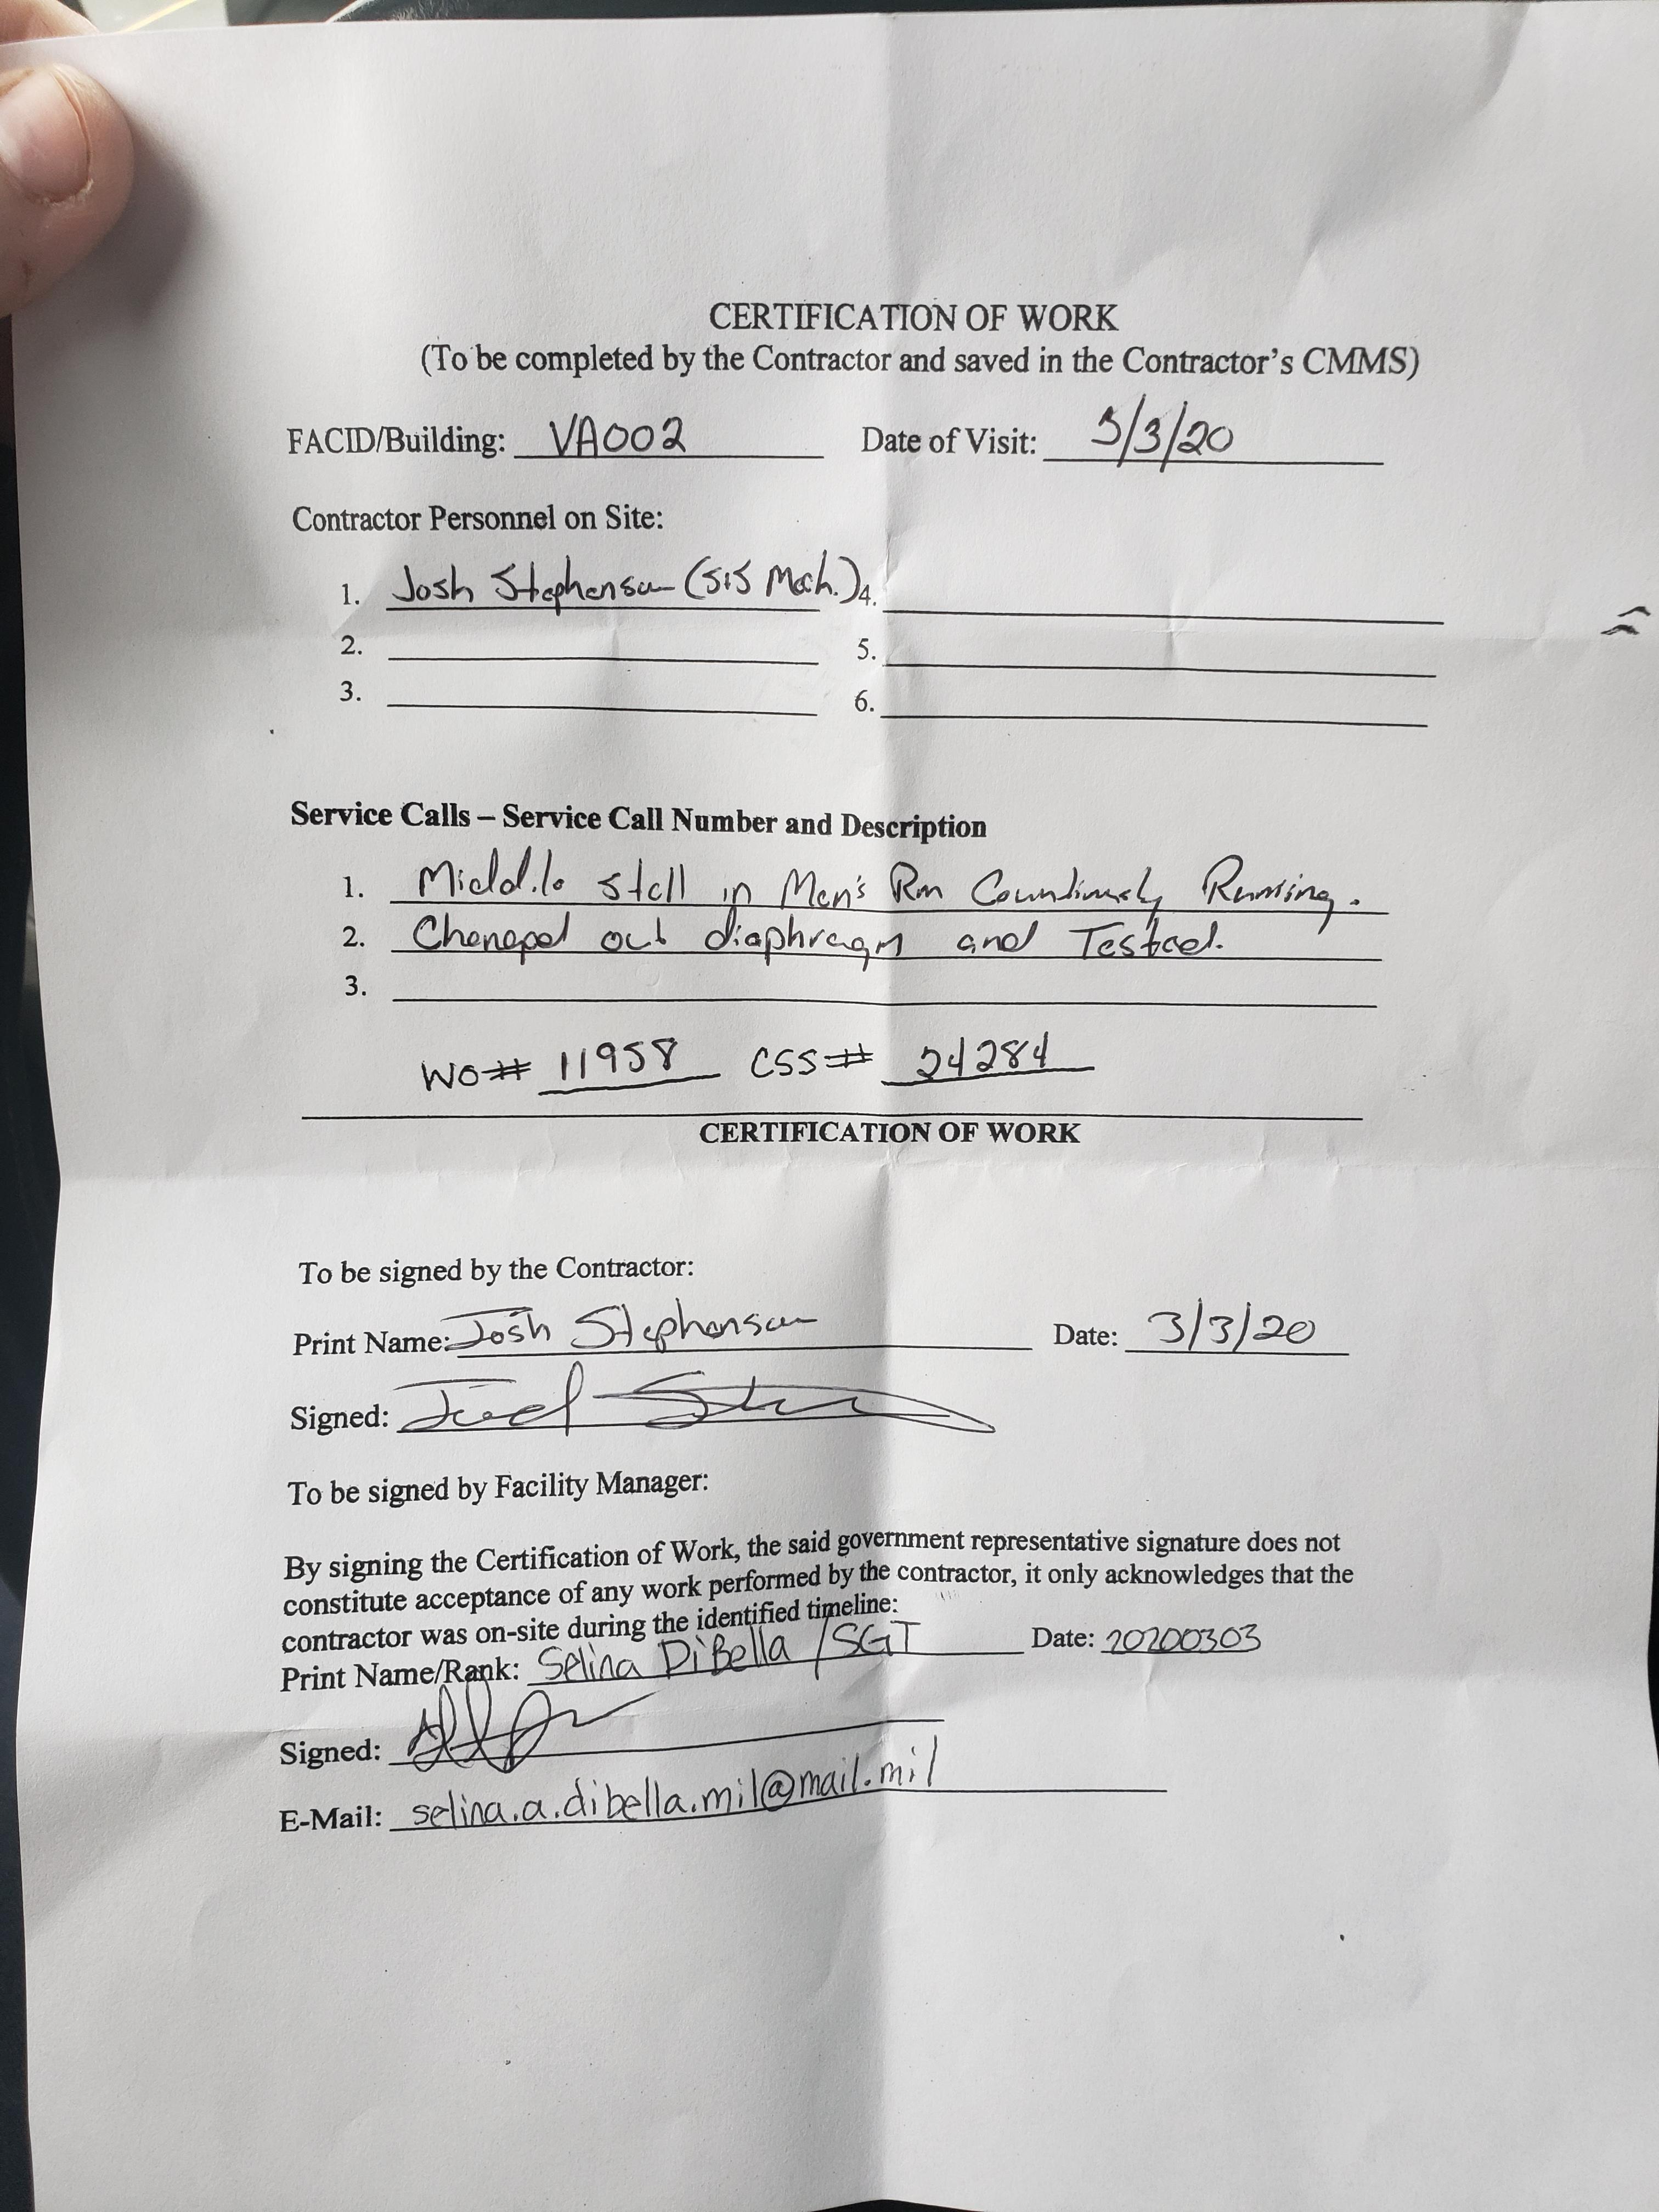 CERTIFICATION OF WORK
(To be completed by the Contractor and saved in the Contractor's CMMS)
FACID/Building: VA002 Date of Visit: 3/3/20
Contractor Personnel on Site:
1. Josh Stephenson (SIS Mech.) 4.
2. 5.
3. 6.
Service Calls – Service Call Number and Description
1. Middle stall in Men's Rm Running.
2. Changed out diaphragm and Tested.
3.
WO# 11958 CSS# 24284
CERTIFICATION OF WORK
To be signed by the Contractor:
Print Name: Josh Stephenson Date: 3/3/20
Signed:
To be signed by Facility Manager:
By signing the Certification of Work, the said government representative signature does not
constitute acceptance of any work performed by the contractor, it only acknowledges that the
contractor was on-site during the identified timeline:
Print Name/Rank: Selina DiBella /SGT Date: 20200303
Signed:
E-Mail: selina.a.dibella.mil@mail.mil